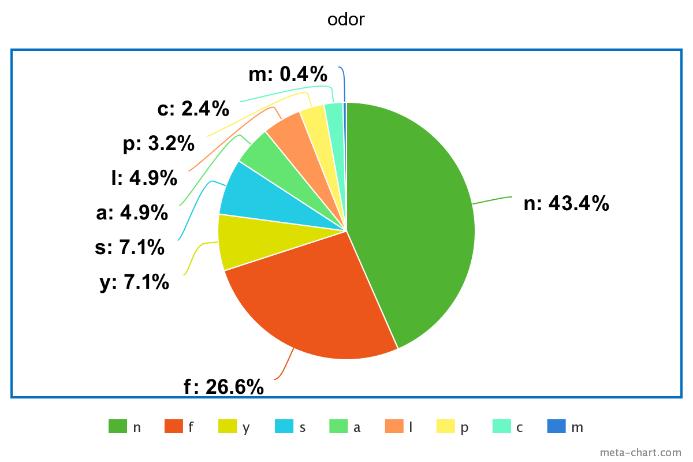 odor
m: 0.4%
c: 2.4%
p: 3.2%
l: 4.9%
a: 4.9%
s: 7.1%
y: 7.1%
f: 26.6%
n: 43.4%
n f y s a l p c m
meta-chart.com